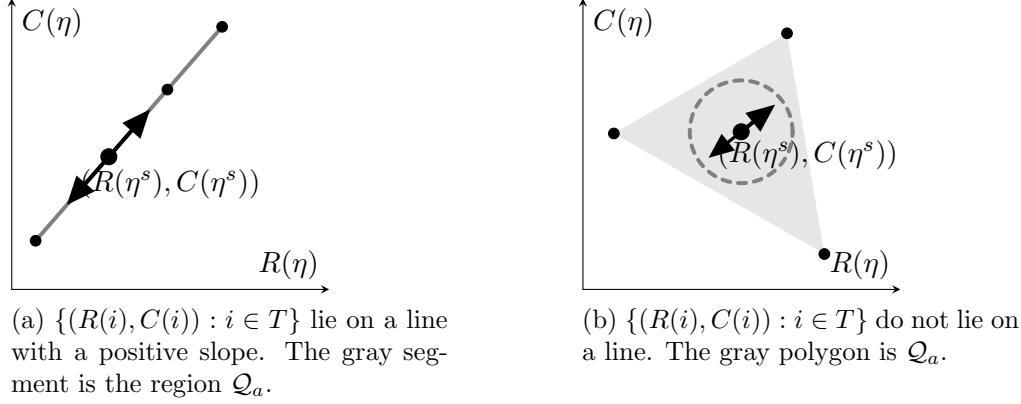 C(η)
(R(η^s), C(η^s))
R(η)
(a) {(R(i), C(i)) : i ∈ T} lie on a line
with a positive slope. The gray seg-
ment is the region 𝒬_a.
C(η)
(R(η^s), C(η^s))
R(η)
(b) {(R(i), C(i)) : i ∈ T} do not lie on
a line. The gray polygon is 𝒬_a.